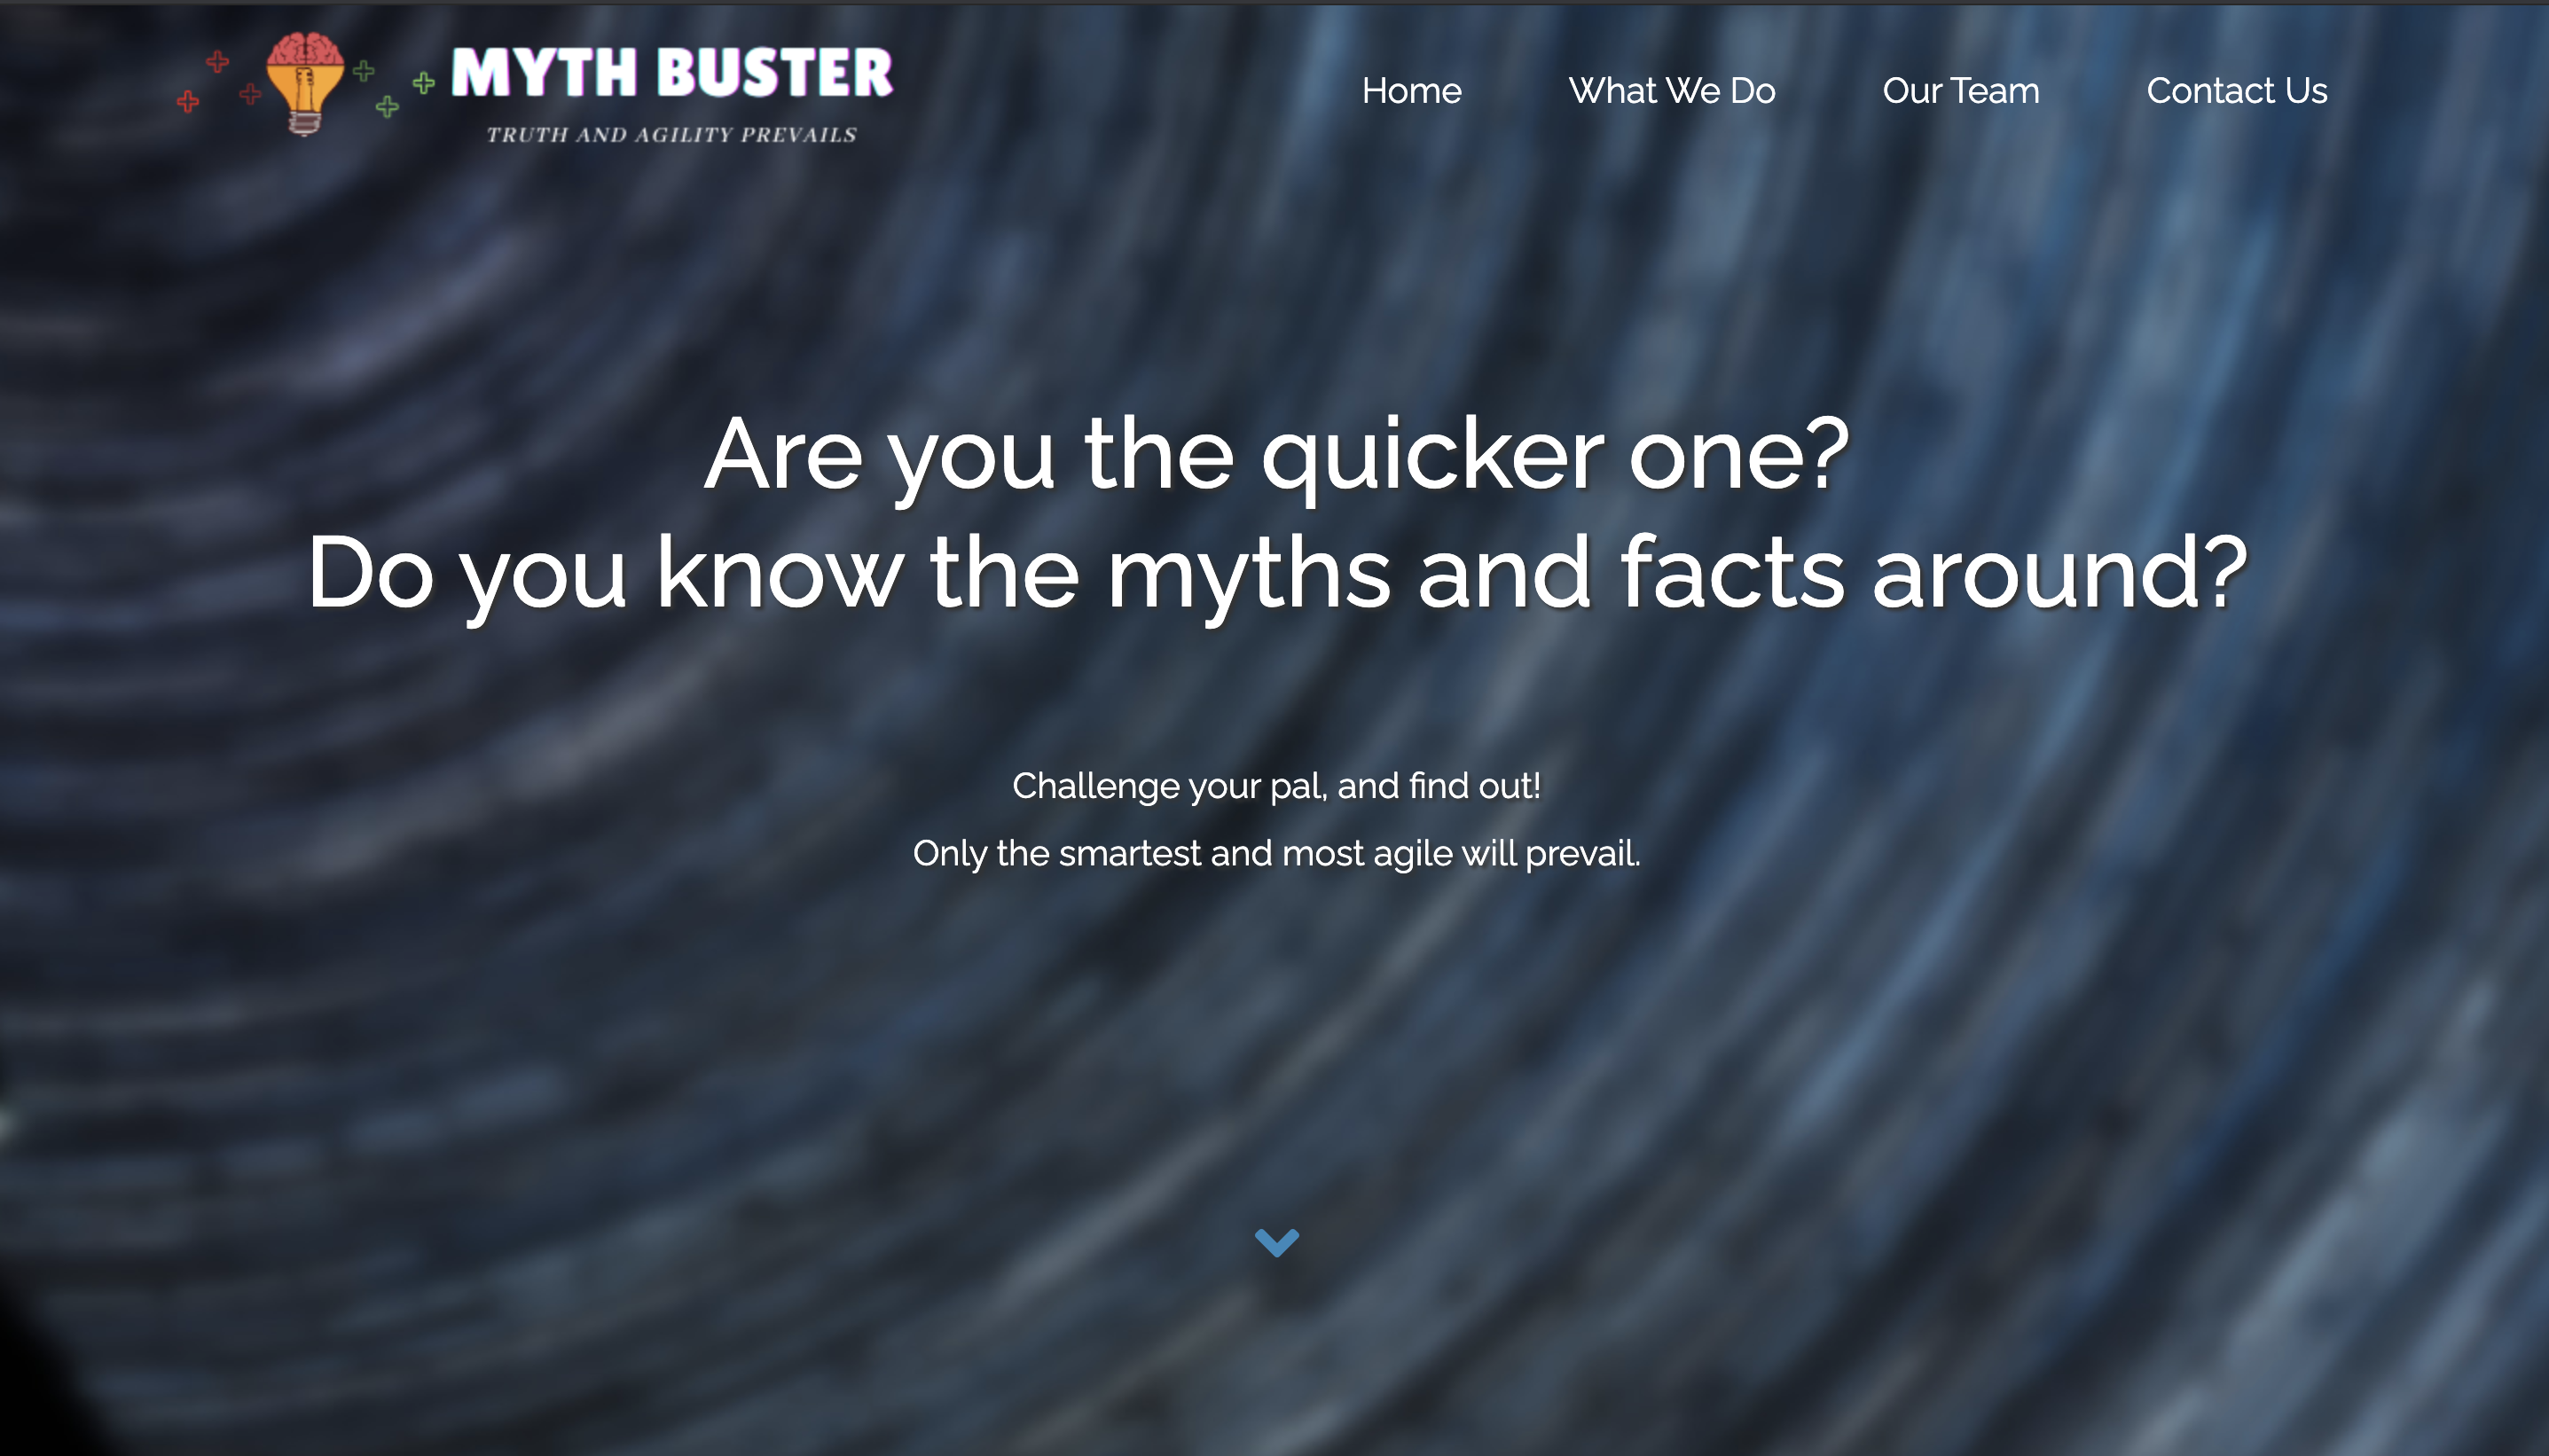 MYTH BUSTER
TRUTH AND AGILITY PREVAILS
Home
What We Do
Our Team
Contact Us
Are you the quicker one?
Do you know the myths and facts around?
Challenge your pal, and find out!
Only the smartest and most agile will prevail.